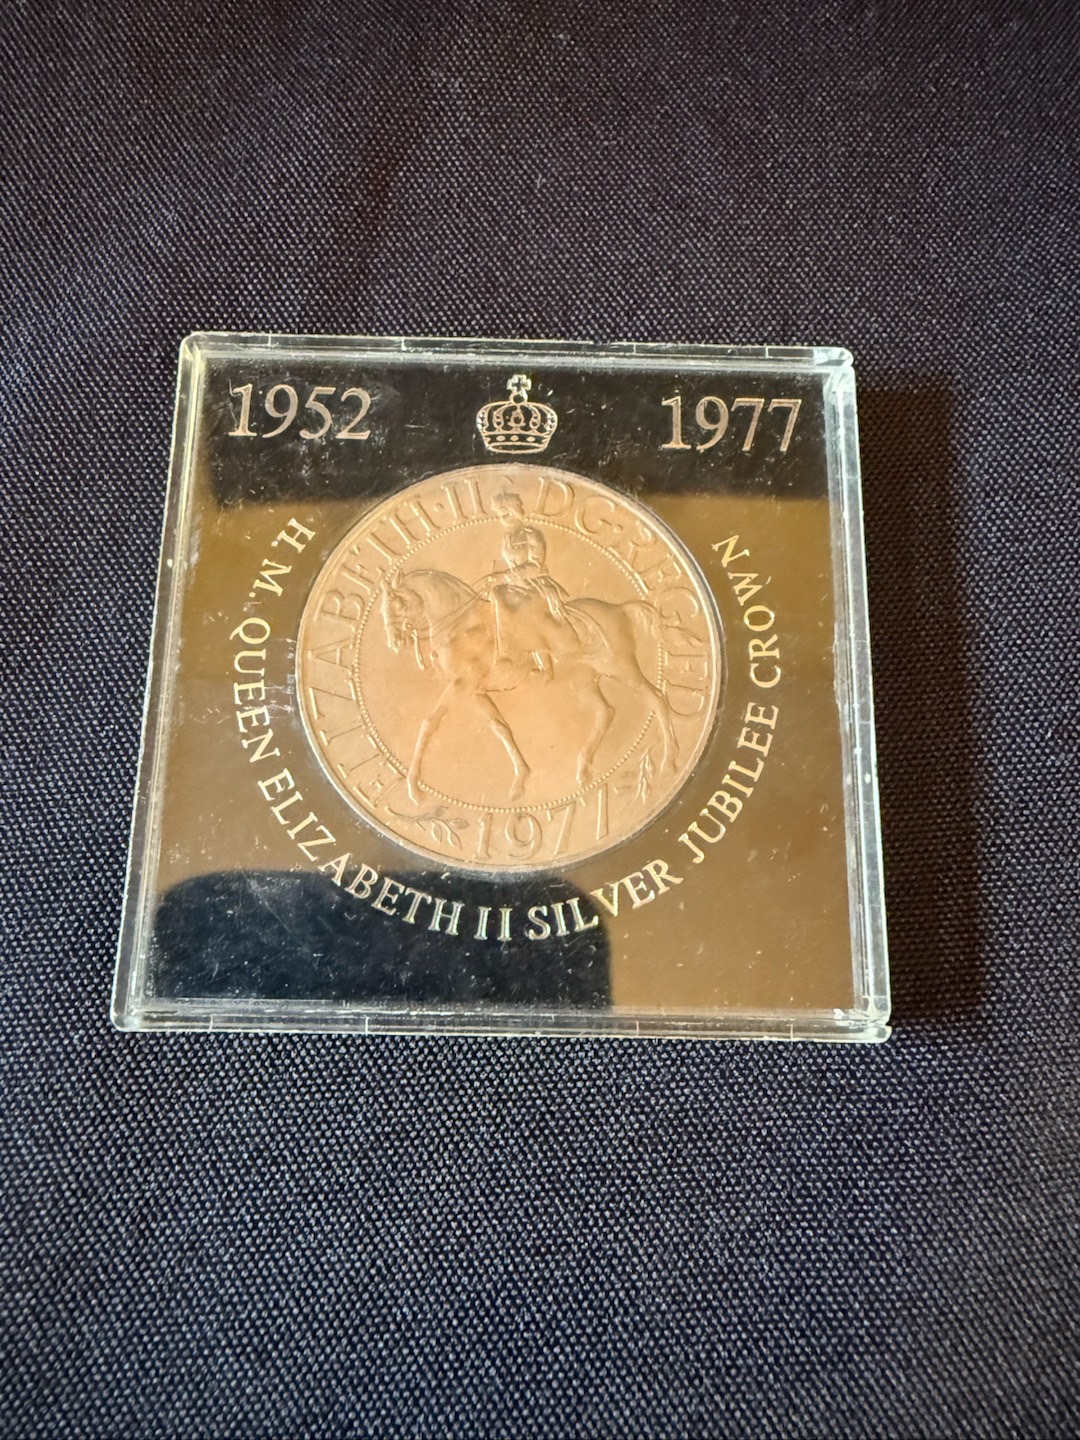 1952 1977
H. M. QUEEN ELIZABETH II SILVER JUBILEE CROWN
ELIZABETH·II D·G·REG F·D
1977